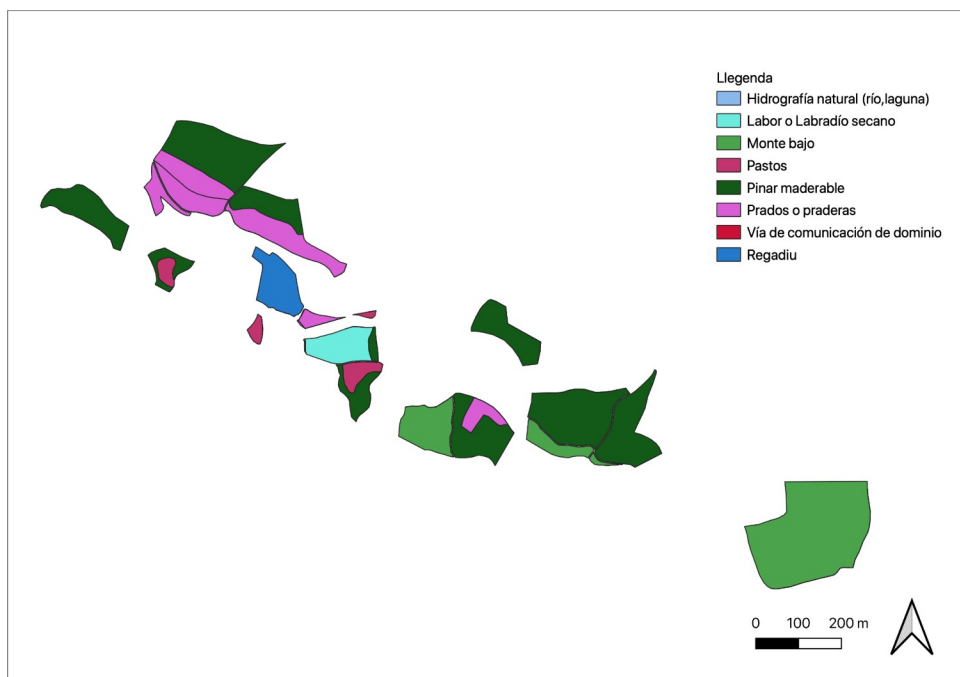 Llegenda
Hidrografía natural (río,laguna)
Labor o Labradío secano
Monte bajo
Pastos
Pinar maderable
Prados o praderas
Vía de comunicación de dominio
Regadiu
0 100 200 m